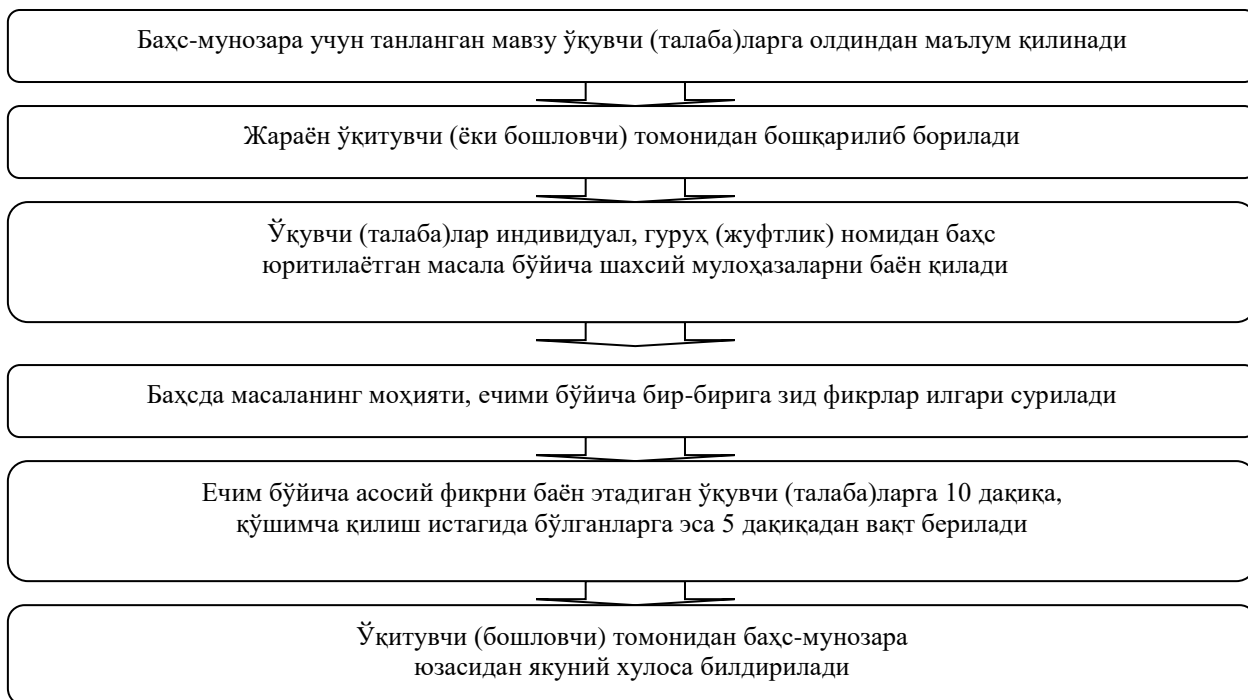 Баҳс-мунозара учун танланган мавзу ўқувчи (талаба)ларга олдиндан маълум қилинади
Жараён ўқитувчи (ёки бошловчи) томонидан бошқарилиб борилади
Ўқувчи (талаба)лар индивидуал, гуруҳ (жуфтлик) номидан баҳс
юритилаётган масала бўйича шахсий мулоҳазаларни баён қилади
Баҳсда масаланинг моҳияти, ечими бўйича бир-бирига зид фикрлар илгари сурилади
Ечим бўйича асосий фикрни баён этадиган ўқувчи (талаба)ларга 10 дақиқа,
қўшимча қилиш истагида бўлганларга эса 5 дақиқадан вақт берилади
Ўқитувчи (бошловчи) томонидан баҳс-мунозара
юзасидан якуний хулоса билдирилади